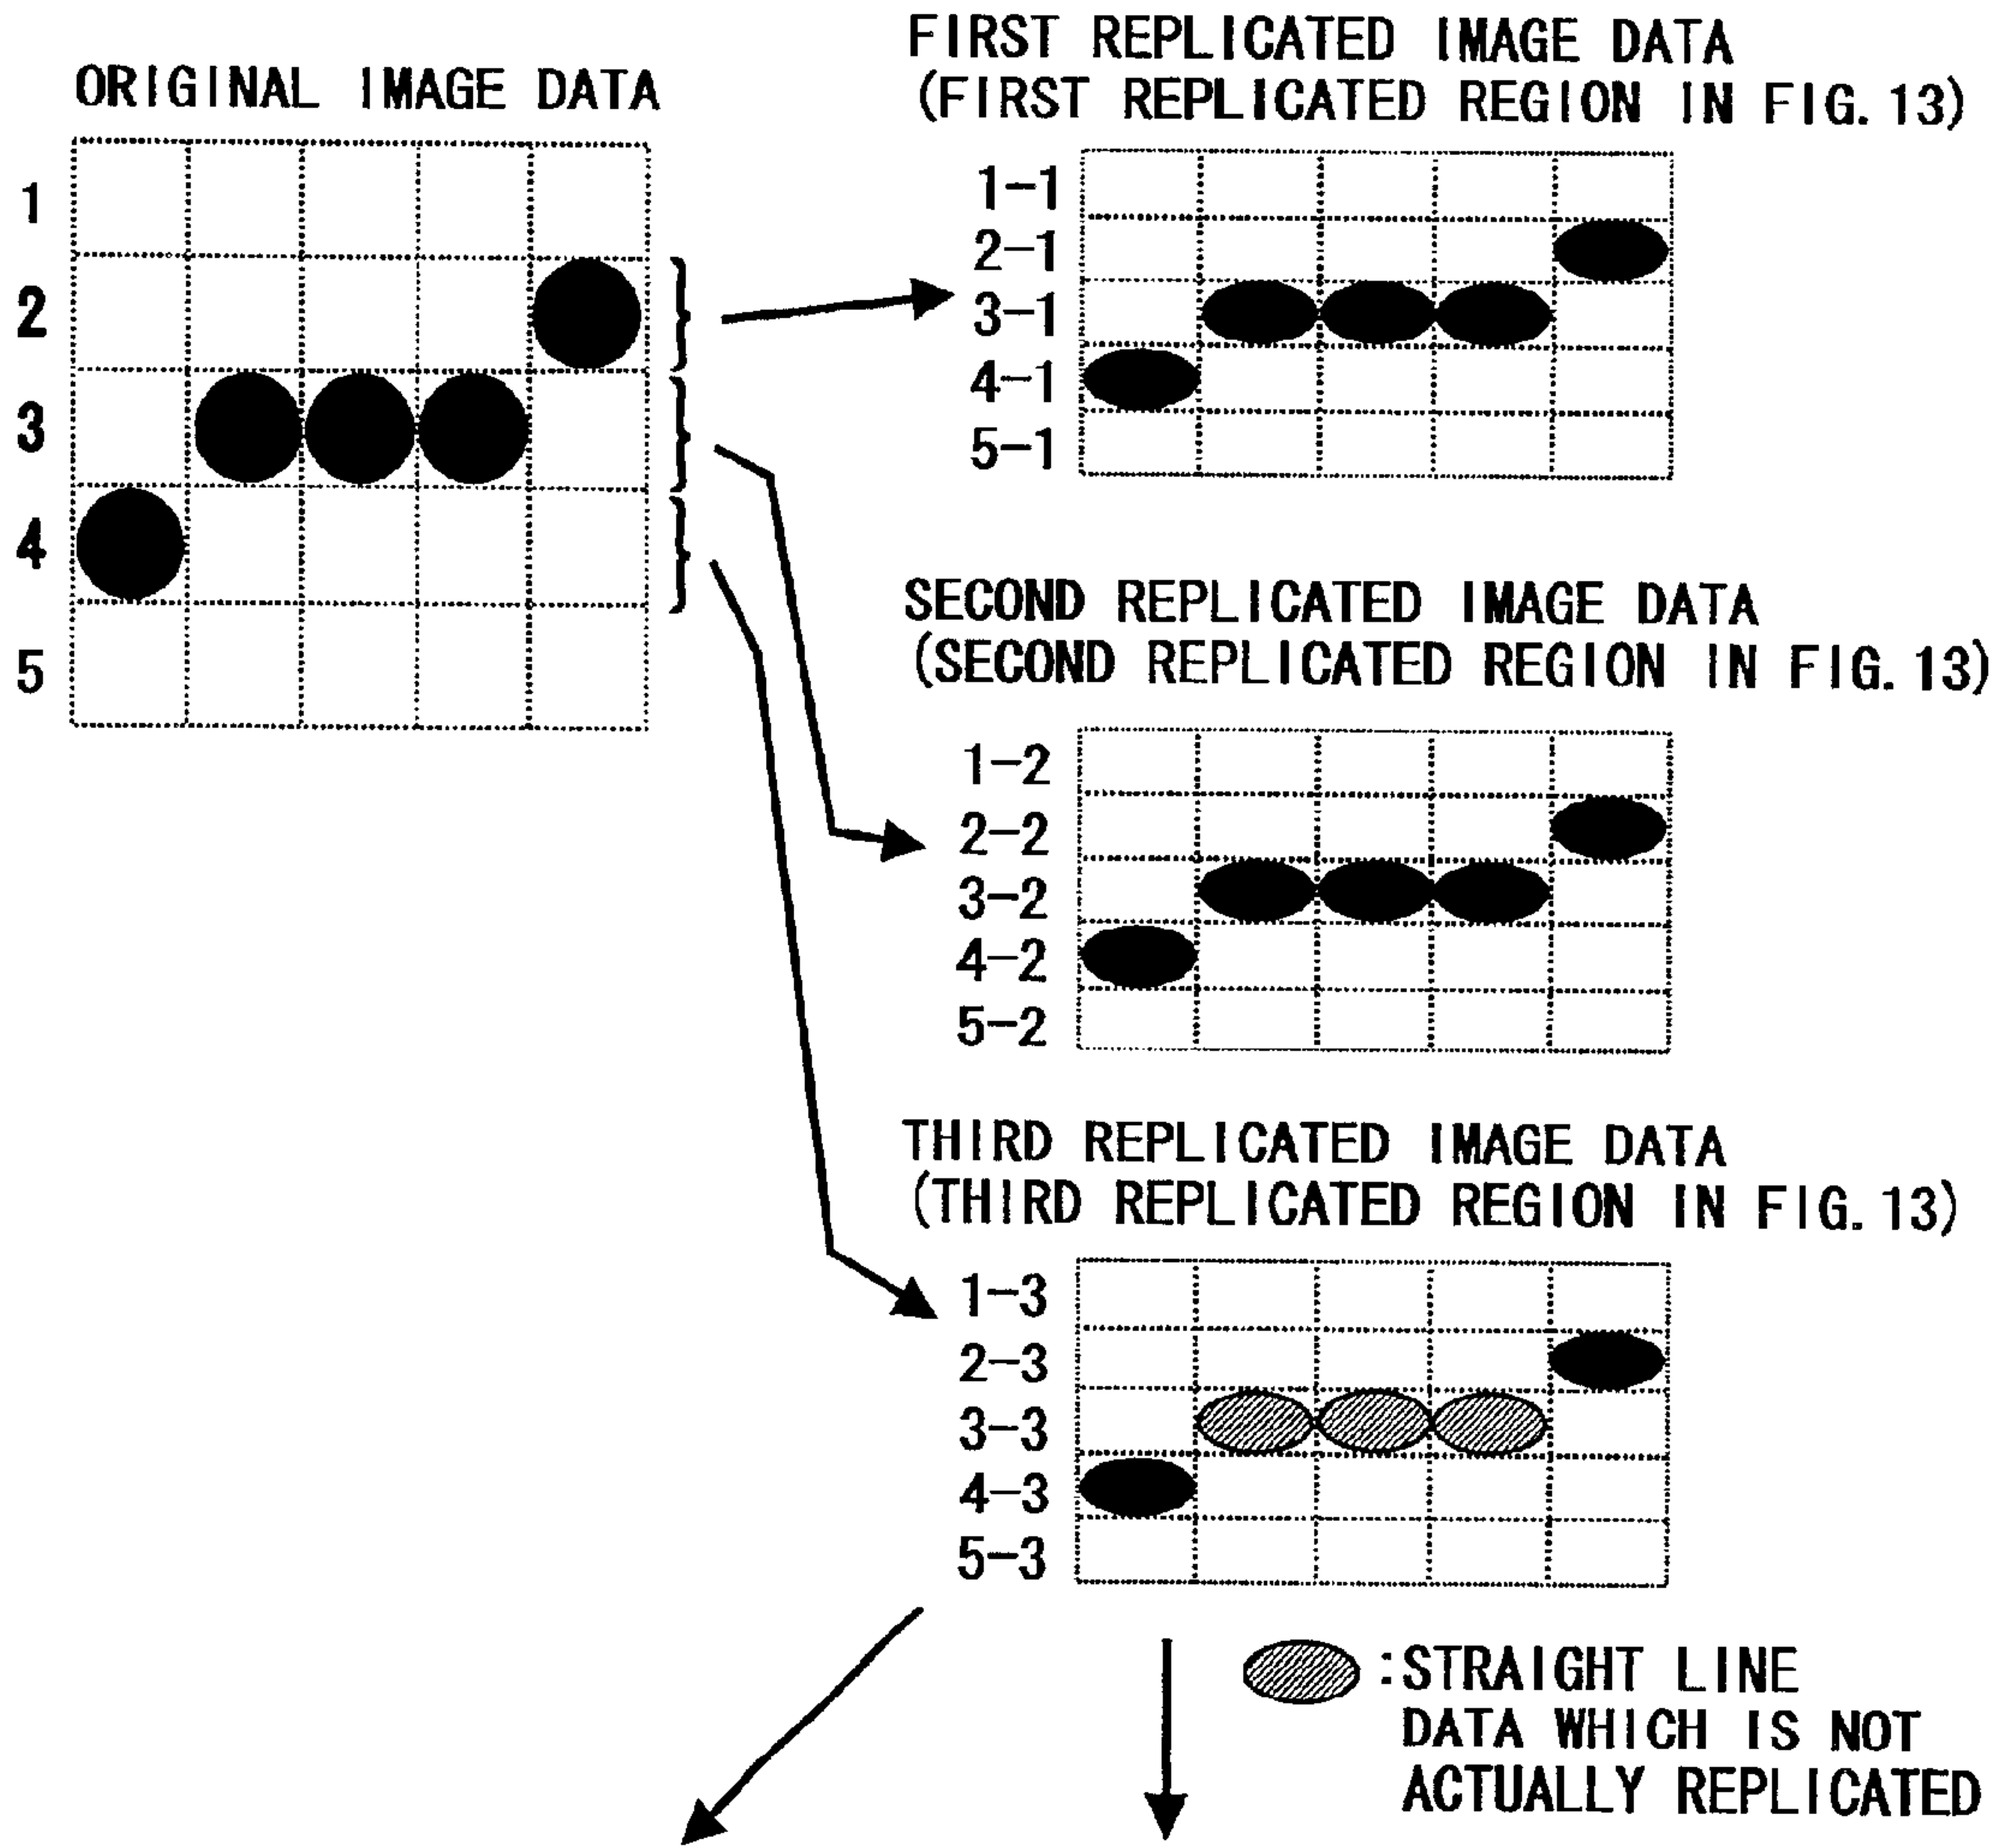 ORIGINAL IMAGE DATA
1
2
3
4
5
FIRST REPLICATED IMAGE DATA
(FIRST REPLICATED REGION IN FIG. 13)
1-1
2-1
3-1
4-1
5-1
SECOND REPLICATED IMAGE DATA
(SECOND REPLICATED REGION IN FIG. 13)
1-2
2-2
3-2
4-2
5-2
THIRD REPLICATED IMAGE DATA
(THIRD REPLICATED REGION IN FIG. 13)
1-3
2-3
3-3
4-3
5-3
:STRAIGHT LINE
DATA WHICH IS NOT
ACTUALLY REPLICATED